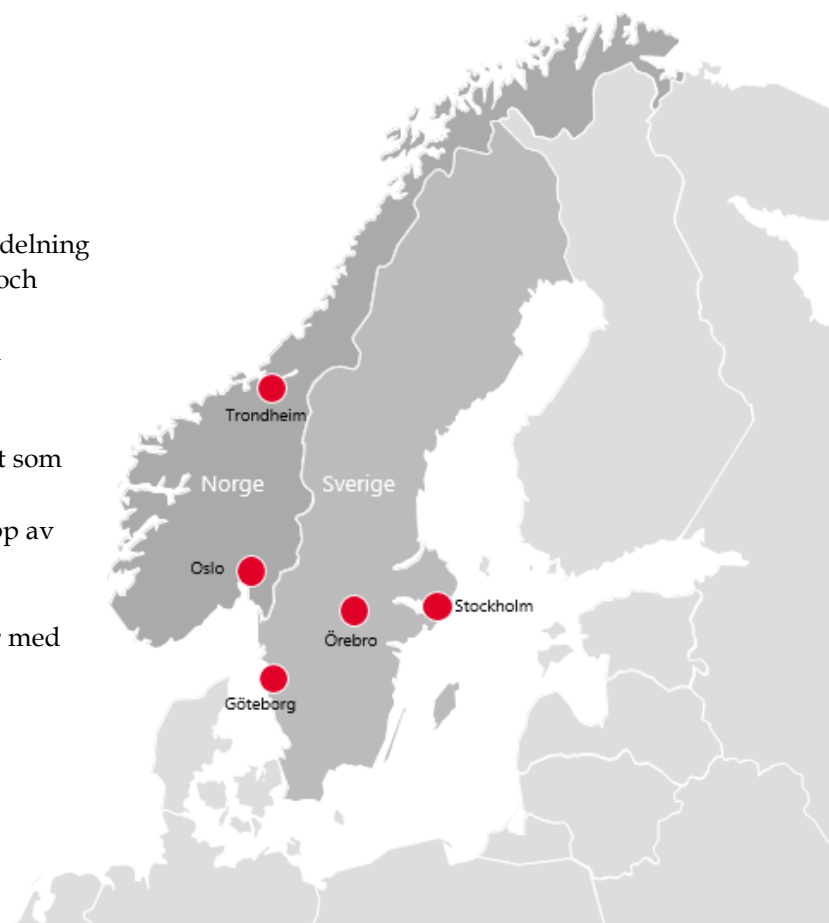 delning
och
t som
pp av
r med
Trondheim
Norge
Sverige
Oslo
Stockholm
Örebro
Göteborg